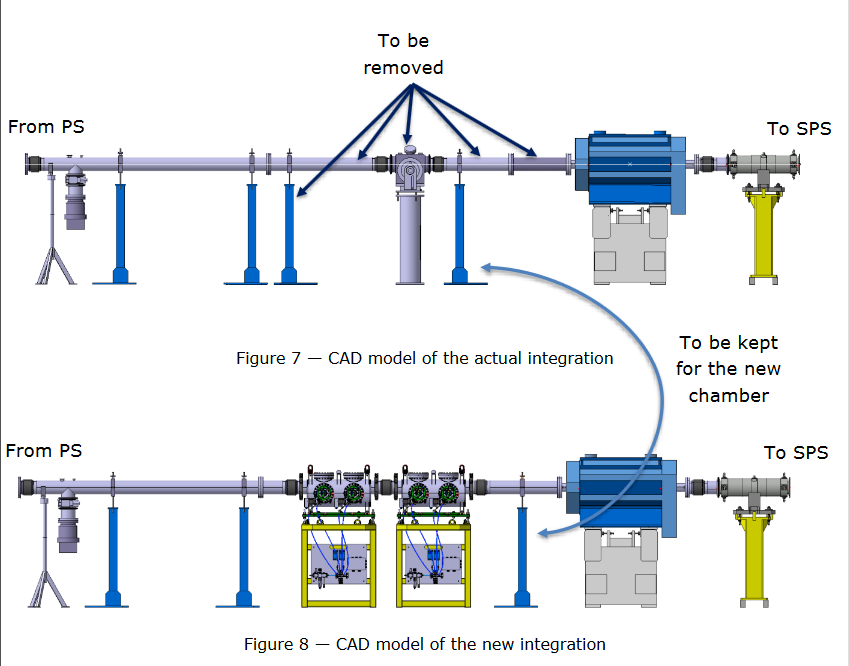 To be
removed
From PS
To SPS
Figure 7 — CAD model of the actual integration
To be kept
for the new
chamber
From PS
To SPS
Figure 8 — CAD model of the new integration